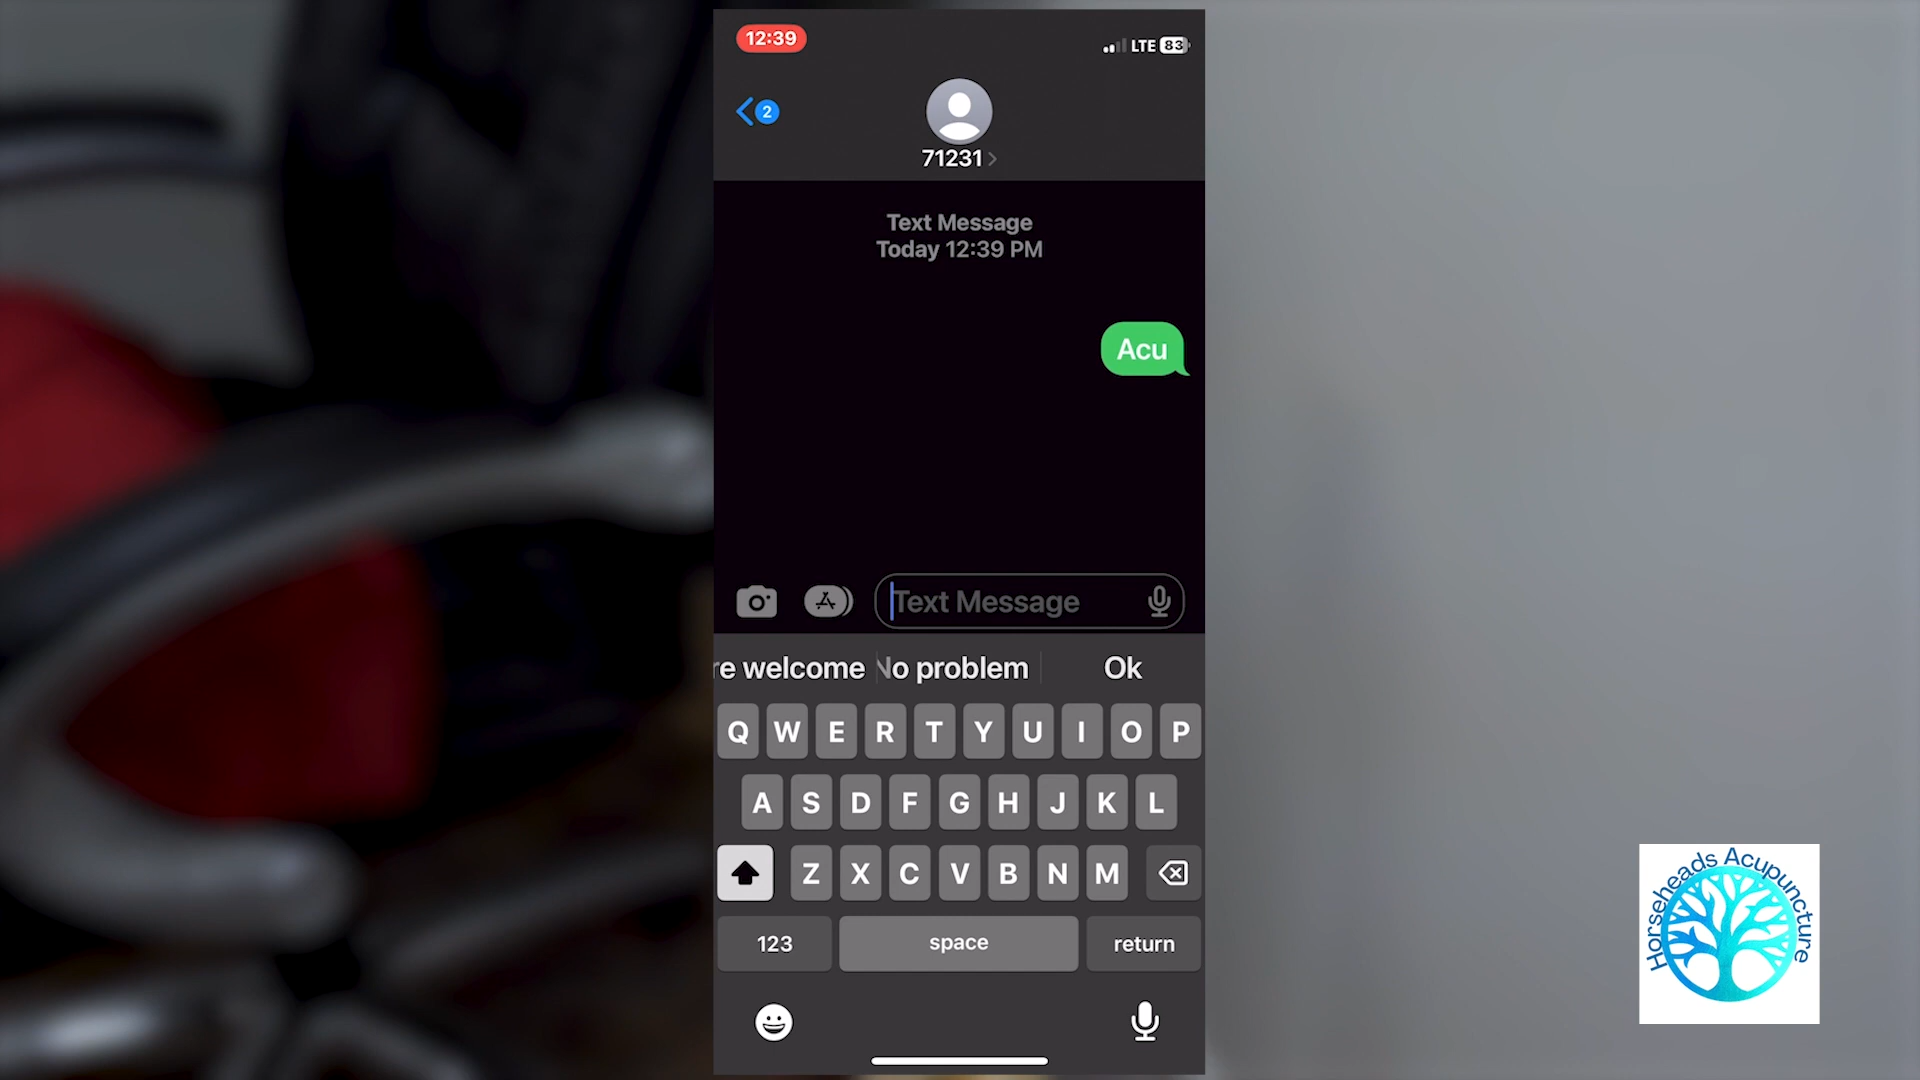 12:39
LTE 83
2
71231
Text Message
Today 12:39 PM
Acu
Text Message
re welcome No problem Ok
Q W E R T Y U I O P
A S D F G H J K L
Z X C V B N M
123 space return
Horseheads Acupuncture